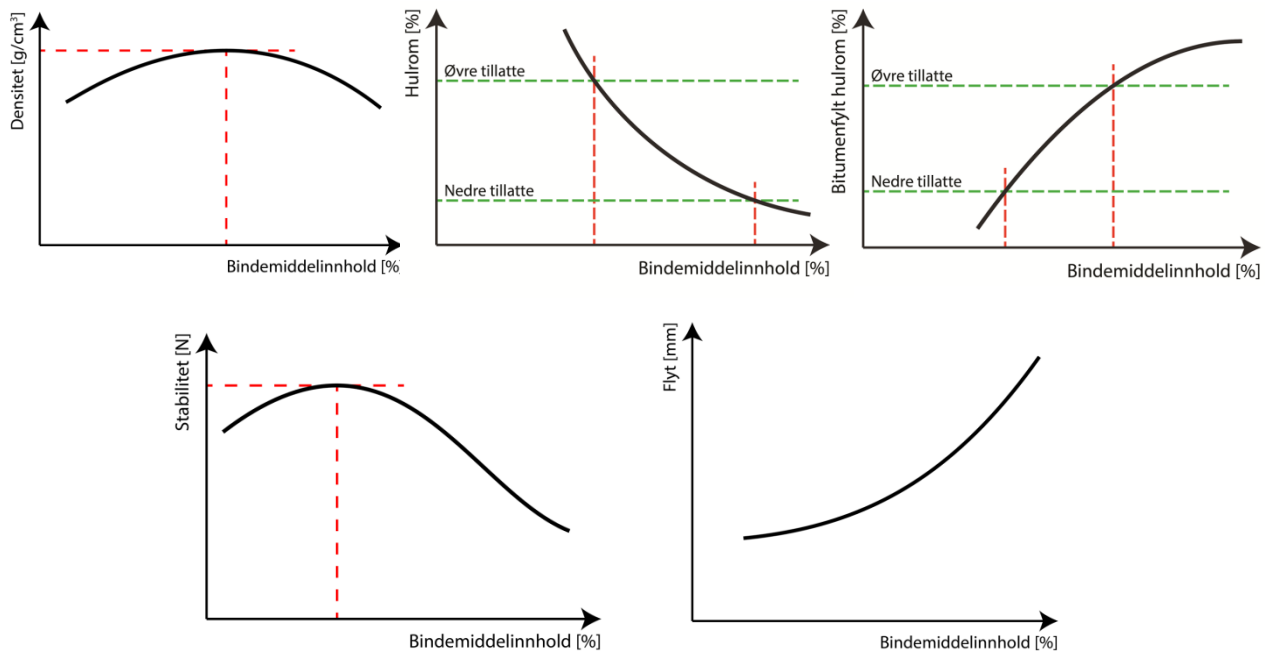 Densitet [g/cm³]
Bindemiddelinnhold [%]
Hulrom [%]
Øvre tillatte
Nedre tillatte
Bindemiddelinnhold [%]
Bitumenfylt hulrom [%]
Øvre tillatte
Nedre tillatte
Bindemiddelinnhold [%]
Stabilitet [N]
Bindemiddelinnhold [%]
Flyt [mm]
Bindemiddelinnhold [%]